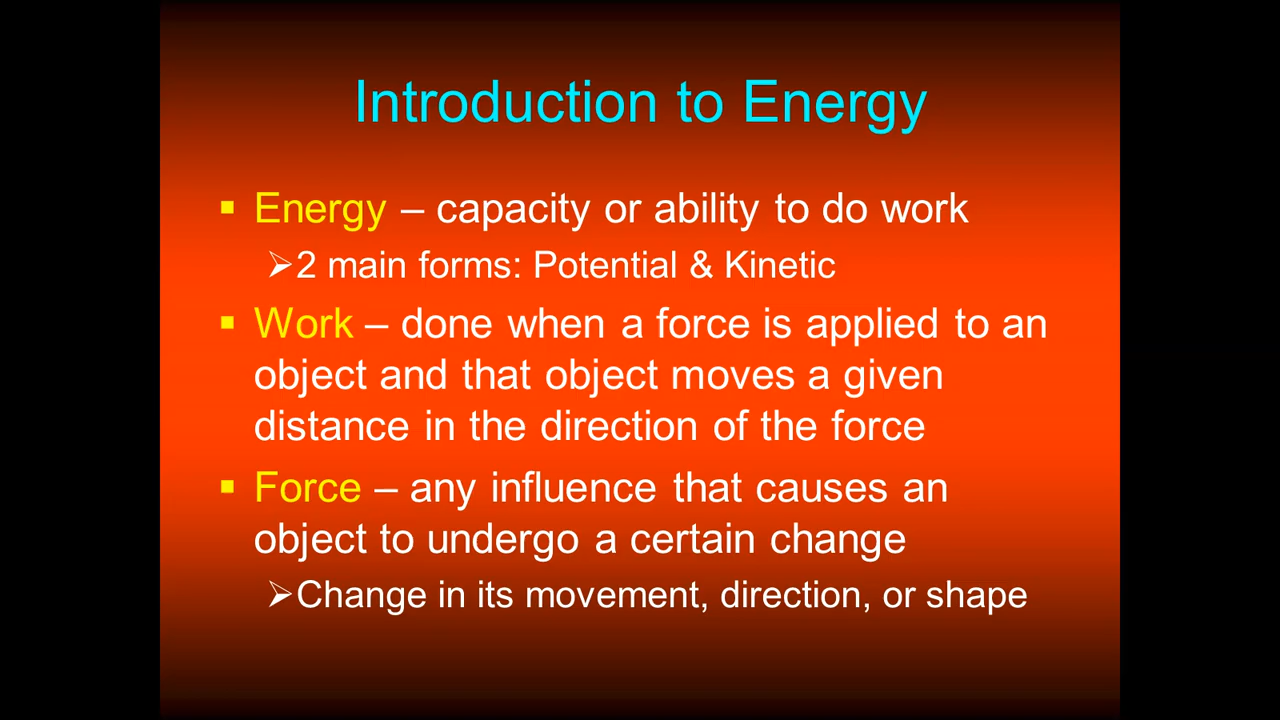 Introduction to Energy
▪ Energy – capacity or ability to do work
➢2 main forms: Potential & Kinetic
▪ Work – done when a force is applied to an
object and that object moves a given
distance in the direction of the force
▪ Force – any influence that causes an
object to undergo a certain change
➢Change in its movement, direction, or shape